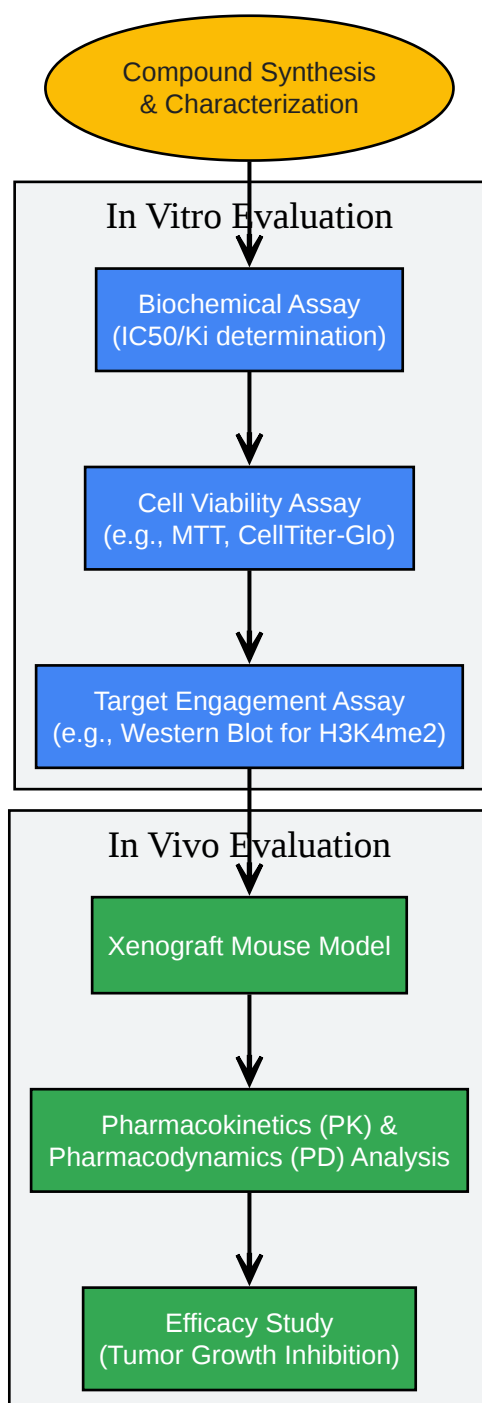 Compound Synthesis
& Characterization
In Vitro Evaluation
Biochemical Assay
(IC50/Ki determination)
Cell Viability Assay
(e.g., MTT, CellTiter-Glo)
Target Engagement Assay
(e.g., Western Blot for H3K4me2)
In Vivo Evaluation
Xenograft Mouse Model
Pharmacokinetics (PK) &
Pharmacodynamics (PD) Analysis
Efficacy Study
(Tumor Growth Inhibition)